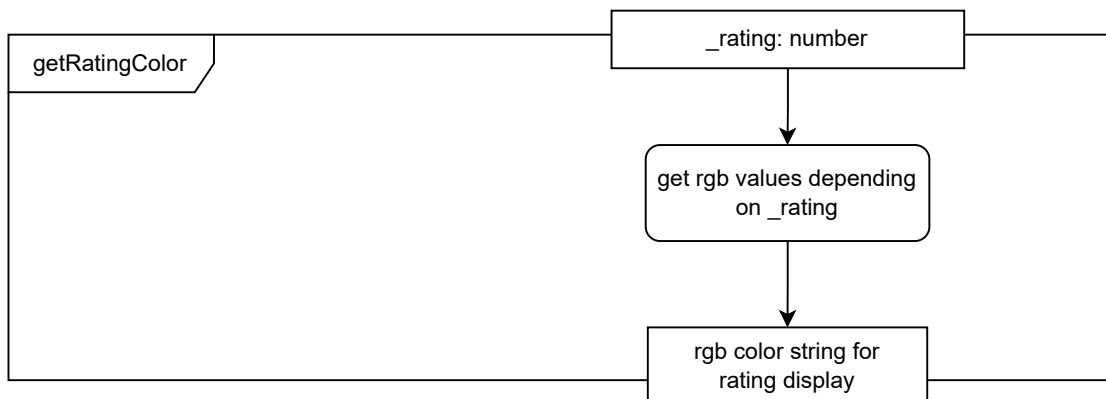 _rating: number
getRatingColor
get rgb values depending
on _rating
rgb color string for
rating display